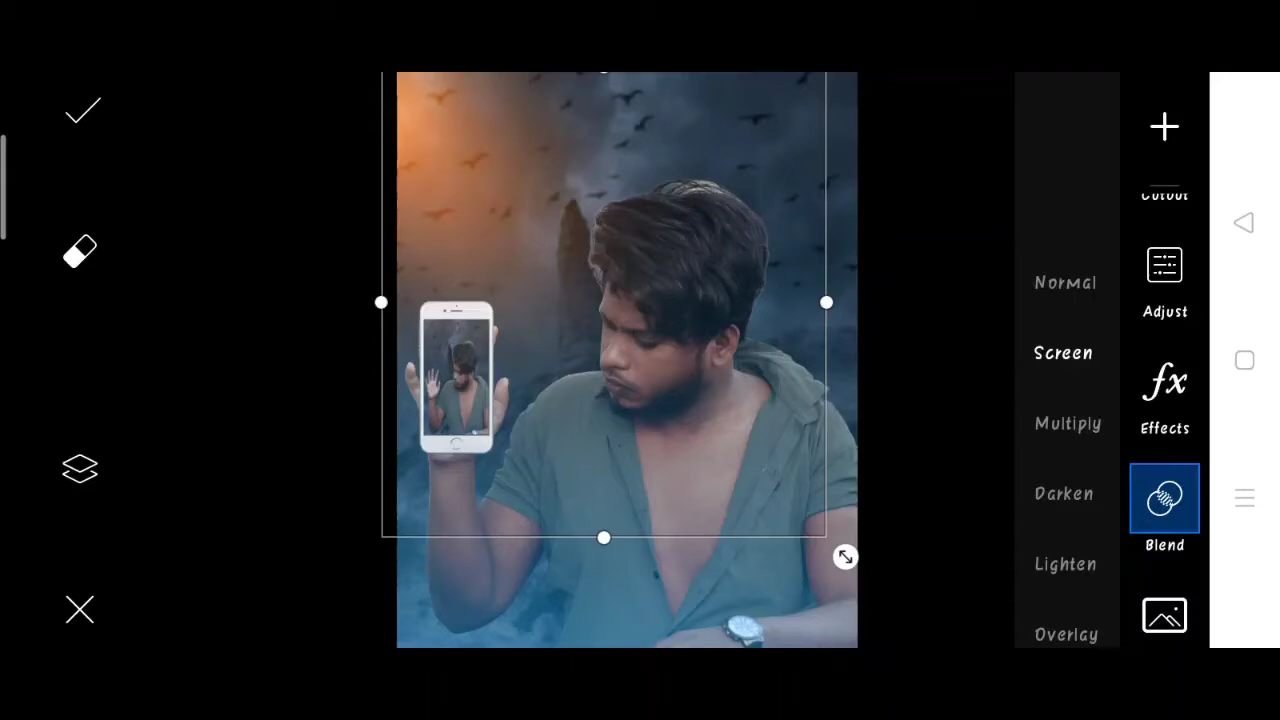 Cutout
Adjust
Effects
Blend
Normal
Screen
Multiply
Darken
Lighten
Overlay